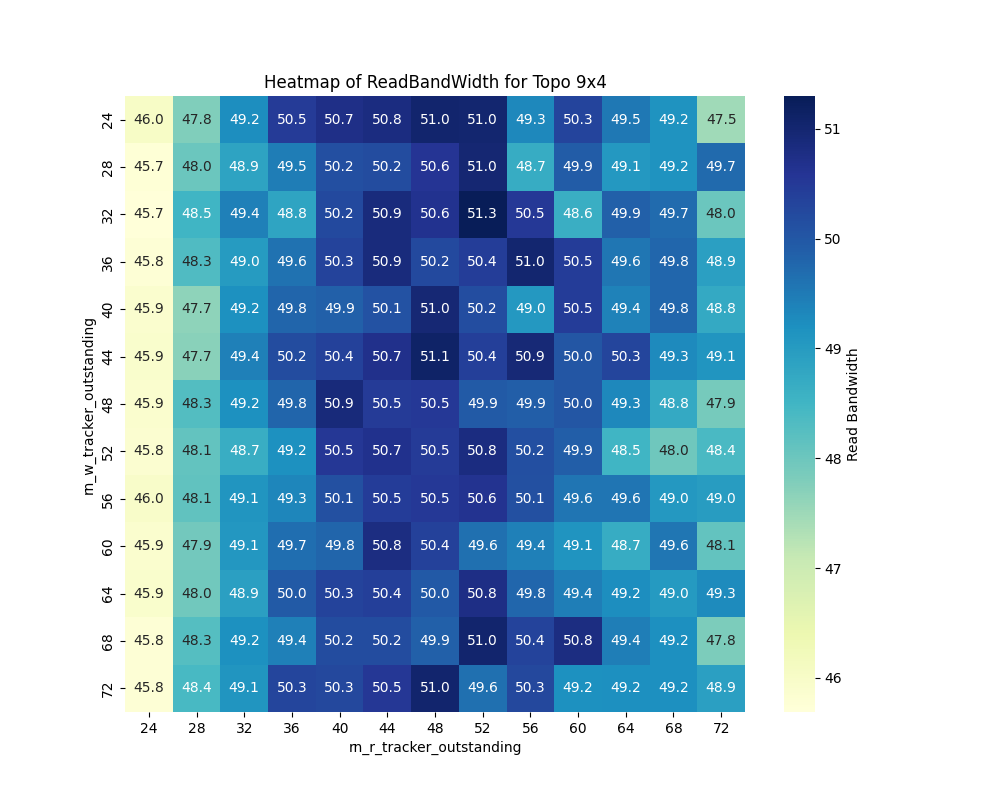 Heatmap of ReadBandWidth for Topo 9x4
24 46.0 47.8 49.2 50.5 50.7 50.8 51.0 51.0 49.3 50.3 49.5 49.2 47.5
28 45.7 48.0 48.9 49.5 50.2 50.2 50.6 51.0 48.7 49.9 49.1 49.2 49.7
32 45.7 48.5 49.4 48.8 50.2 50.9 50.6 51.3 50.5 48.6 49.9 49.7 48.0
36 45.8 48.3 49.0 49.6 50.3 50.9 50.2 50.4 51.0 50.5 49.6 49.8 48.9
40 45.9 47.7 49.2 49.8 49.9 50.1 51.0 50.2 49.0 50.5 49.4 49.8 48.8
44 45.9 47.7 49.4 50.2 50.4 50.7 51.1 50.4 50.9 50.0 50.3 49.3 49.1
48 45.9 48.3 49.2 49.8 50.9 50.5 50.5 49.9 49.9 50.0 49.3 48.8 47.9
52 45.8 48.1 48.7 49.2 50.5 50.7 50.5 50.8 50.2 49.9 48.5 48.0 48.4
56 46.0 48.1 49.1 49.3 50.1 50.5 50.5 50.6 50.1 49.6 49.6 49.0 49.0
60 45.9 47.9 49.1 49.7 49.8 50.8 50.4 49.6 49.4 49.1 48.7 49.6 48.1
64 45.9 48.0 48.9 50.0 50.3 50.4 50.0 50.8 49.8 49.4 49.2 49.0 49.3
68 45.8 48.3 49.2 49.4 50.2 50.2 49.9 51.0 50.4 50.8 49.4 49.2 47.8
72 45.8 48.4 49.1 50.3 50.3 50.5 51.0 49.6 50.3 49.2 49.2 49.2 48.9
24 28 32 36 40 44 48 52 56 60 64 68 72
rn_r_tracker_outstanding
rn_w_tracker_outstanding
51
50
49
48
47
46
Read Bandwidth